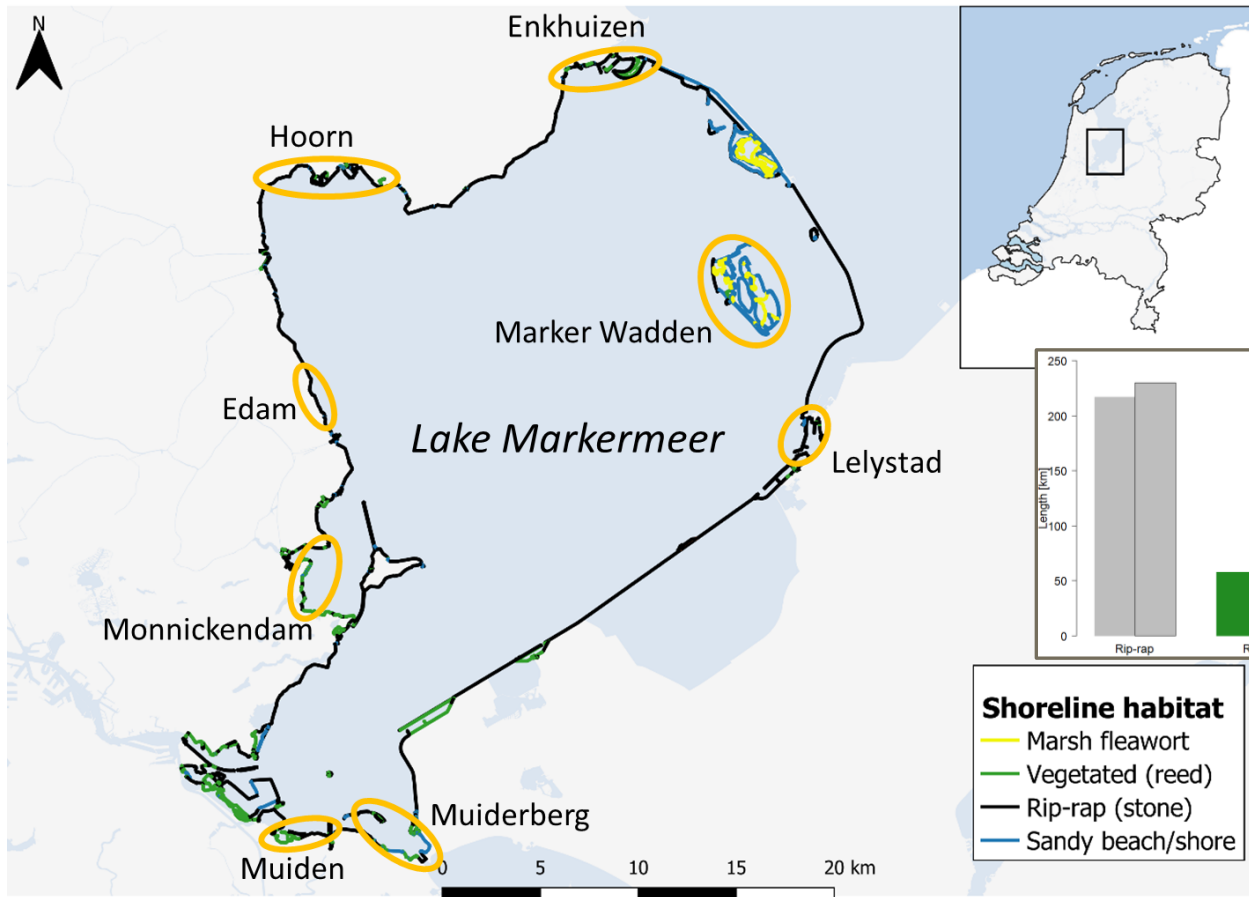 N
Enkhuizen
Hoorn
Marker Wadden
Edam
Lake Markermeer
Lelystad
Monnickendam
Muiderberg
Muiden
0 5 10 15 20 km
250
200
150
100
50
0
Length [km]
Rip-rap
R
Shoreline habitat
Marsh fleawort
Vegetated (reed)
Rip-rap (stone)
Sandy beach/shore